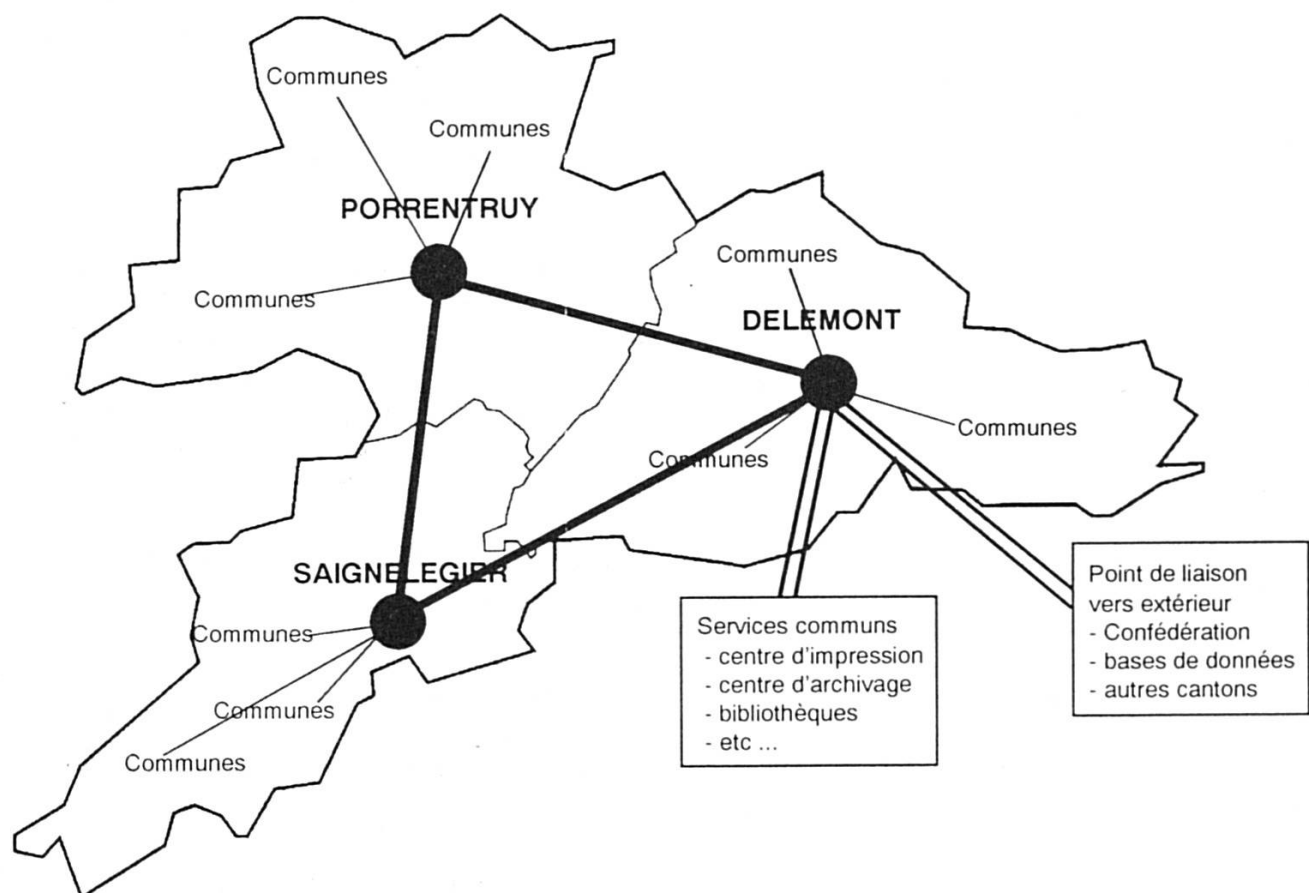 Communes
Communes
PORRENTRUY
Communes
Communes
DELEMONT
Communes
Communes
SAIGNELEGIER
Communes
Communes
Communes
Services communs
- centre d'impression
- centre d'archivage
- bibliothèques
- etc ...
Point de liaison
vers extérieur
- Confédération
- bases de données
- autres cantons